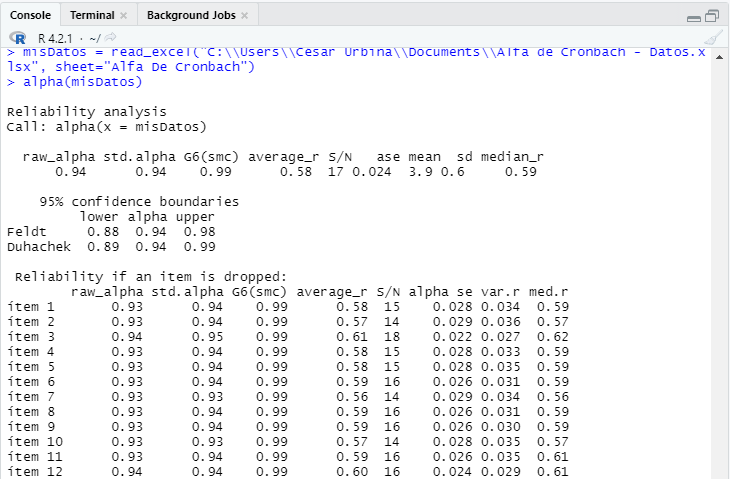 Console Terminal × Background Jobs ×
R 4.2.1 · ~/
> misDatos = read_excel("C:\\Users\\Cesar Urbina\\Documents\\Alfa de Cronbach - Datos.x
lsx", sheet="Alfa De Cronbach")
> alpha(misDatos)
Reliability analysis
Call: alpha(x = misDatos)
raw_alpha std.alpha G6(smc) average_r S/N ase mean sd median_r
0.94 0.94 0.99 0.58 17 0.024 3.9 0.6 0.59
95% confidence boundaries
lower alpha upper
Feldt 0.88 0.94 0.98
Duhachek 0.89 0.94 0.99
Reliability if an item is dropped:
raw_alpha std.alpha G6(smc) average_r S/N alpha se var.r med.r
ítem 1 0.93 0.94 0.99 0.58 15 0.028 0.034 0.59
ítem 2 0.93 0.94 0.99 0.57 14 0.029 0.036 0.57
ítem 3 0.94 0.95 0.99 0.61 18 0.022 0.027 0.62
ítem 4 0.93 0.94 0.99 0.58 15 0.028 0.033 0.59
ítem 5 0.93 0.94 0.99 0.58 15 0.028 0.035 0.59
ítem 6 0.93 0.94 0.99 0.59 16 0.026 0.031 0.59
ítem 7 0.93 0.93 0.99 0.56 14 0.029 0.034 0.56
ítem 8 0.93 0.94 0.99 0.59 16 0.026 0.031 0.59
ítem 9 0.93 0.94 0.99 0.59 16 0.026 0.030 0.59
ítem 10 0.93 0.93 0.99 0.57 14 0.028 0.035 0.57
ítem 11 0.93 0.94 0.99 0.59 16 0.026 0.035 0.61
ítem 12 0.94 0.94 0.99 0.60 16 0.024 0.029 0.61